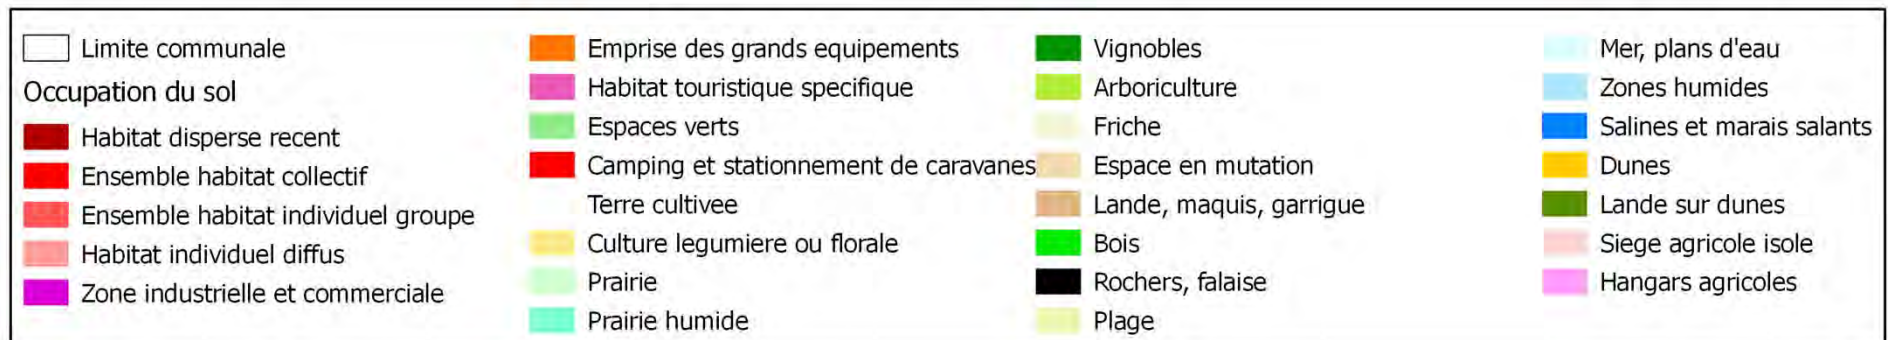 Limite communale
Occupation du sol
Habitat disperse recent
Ensemble habitat collectif
Ensemble habitat individuel groupe
Habitat individuel diffus
Zone industrielle et commerciale
Emprise des grands equipements
Habitat touristique specifique
Espaces verts
Camping et stationnement de caravanes
Terre cultivee
Culture legumiere ou florale
Prairie
Prairie humide
Vignobles
Arboriculture
Friche
Espace en mutation
Lande, maquis, garrigue
Bois
Rochers, falaise
Plage
Mer, plans d'eau
Zones humides
Salines et marais salants
Dunes
Lande sur dunes
Siege agricole isole
Hangars agricoles